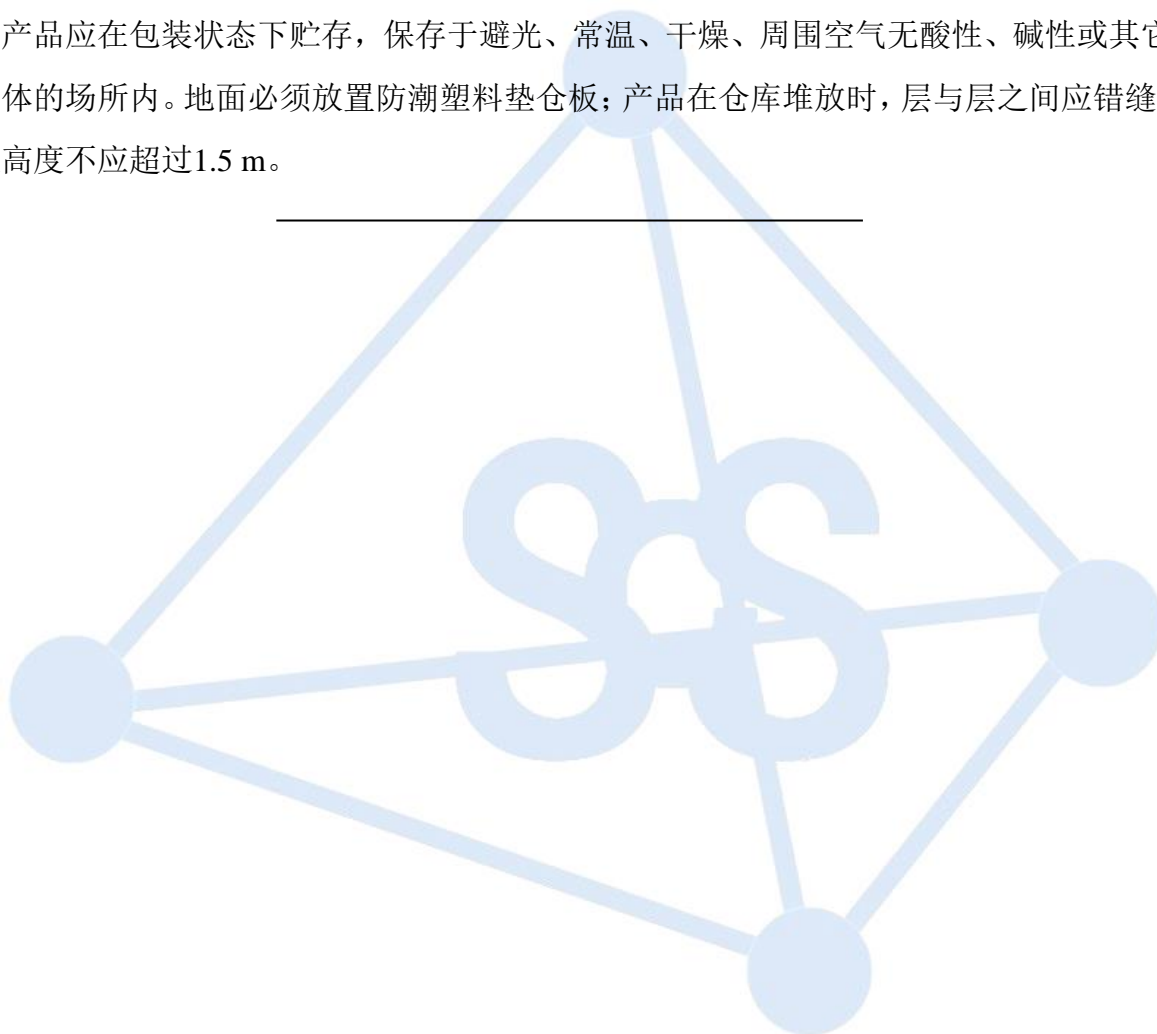 产品应在包装状态下贮存，保存于避光、常温、干燥、周围空气无酸性、碱性或其它
体的场所内。地面必须放置防潮塑料垫仓板；产品在仓库堆放时，层与层之间应错缝
高度不应超过1.5 m。
SCS